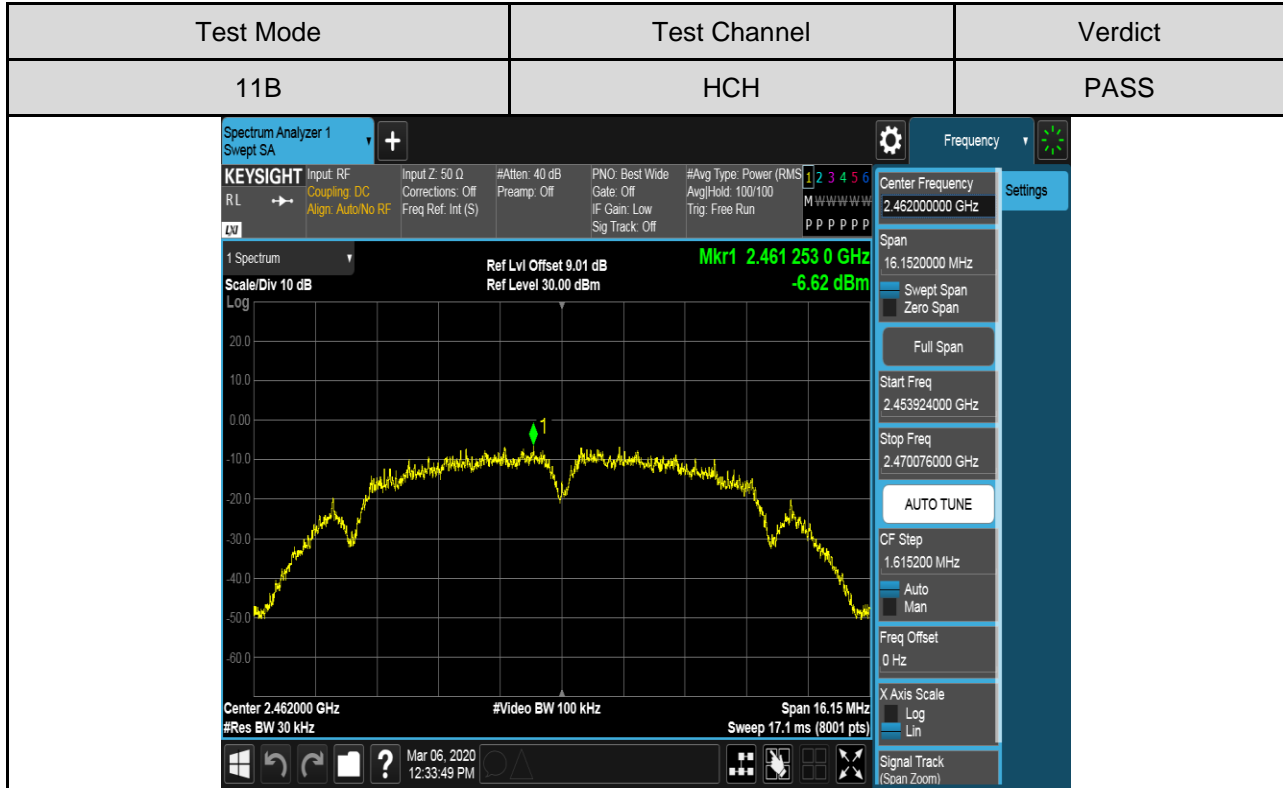 Test Mode Test Channel Verdict
11B HCH PASS
Spectrum Analyzer 1
Swept SA
+
Frequency
KEYSIGHT
RL
LXI
Input: RF
Coupling: DC
Align: Auto/No RF
Input Z: 50 Ω
Corrections: Off
Freq Ref: Int (S)
#Atten: 40 dB
Preamp: Off
PNO: Best Wide
Gate: Off
IF Gain: Low
Sig Track: Off
#Avg Type: Power (RMS
Avg|Hold: 100/100
Trig: Free Run
1 2 3 4 5 6
M W W W W W
P P P P P P
1 Spectrum
Scale/Div 10 dB
Ref Lvl Offset 9.01 dB
Ref Level 30.00 dBm
Mkr1 2.461 253 0 GHz
-6.62 dBm
Log
20.0
10.0
0.00
1
-10.0
-20.0
-30.0
-40.0
-50.0
-60.0
Center 2.462000 GHz
#Res BW 30 kHz
#Video BW 100 kHz
Span 16.15 MHz
Sweep 17.1 ms (8001 pts)
?
Mar 06, 2020
12:33:49 PM
Center Frequency
2.462000000 GHz
Settings
Span
16.1520000 MHz
Swept Span
Zero Span
Full Span
Start Freq
2.453924000 GHz
Stop Freq
2.470076000 GHz
AUTO TUNE
CF Step
1.615200 MHz
Auto
Man
Freq Offset
0 Hz
X Axis Scale
Log
Lin
Signal Track
(Span Zoom)